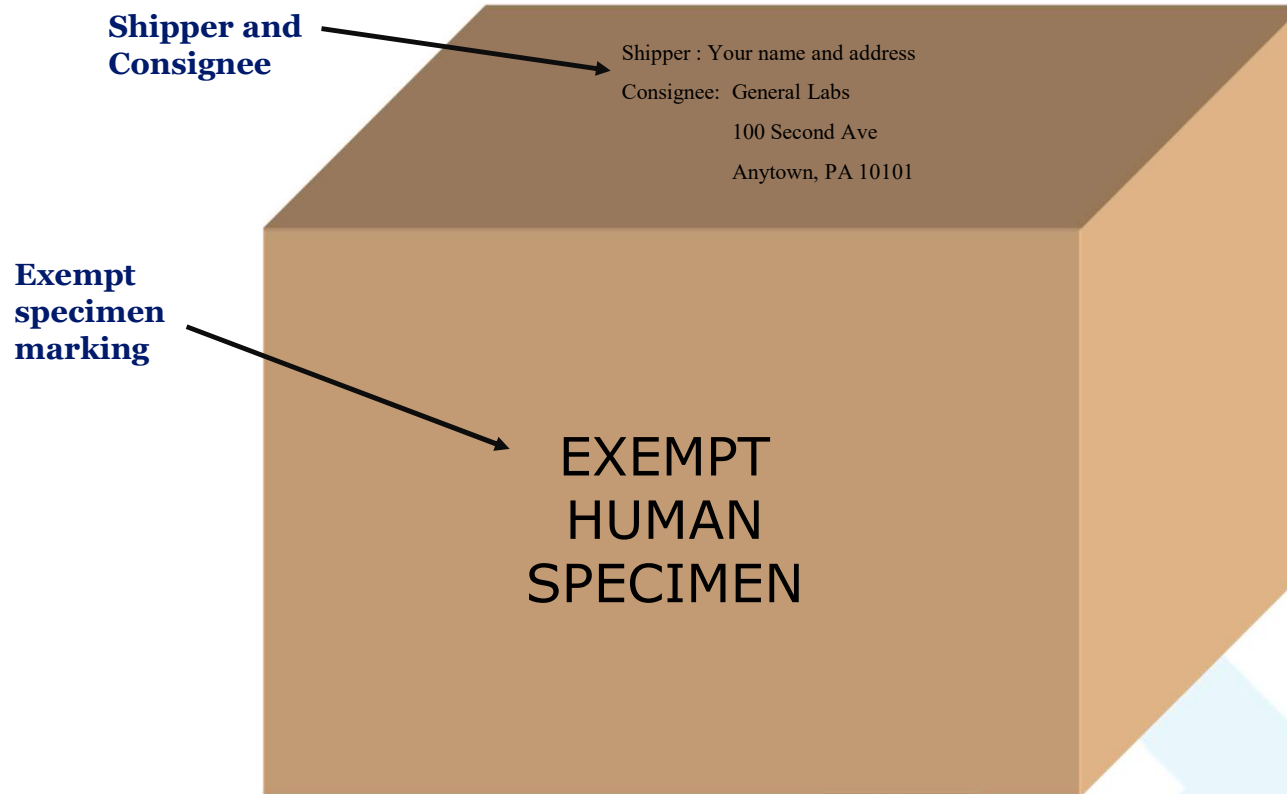 Shipper and
Consignee
Shipper : Your name and address
Consignee: General Labs
100 Second Ave
Anytown, PA 10101
Exempt
specimen
marking
EXEMPT
HUMAN
SPECIMEN